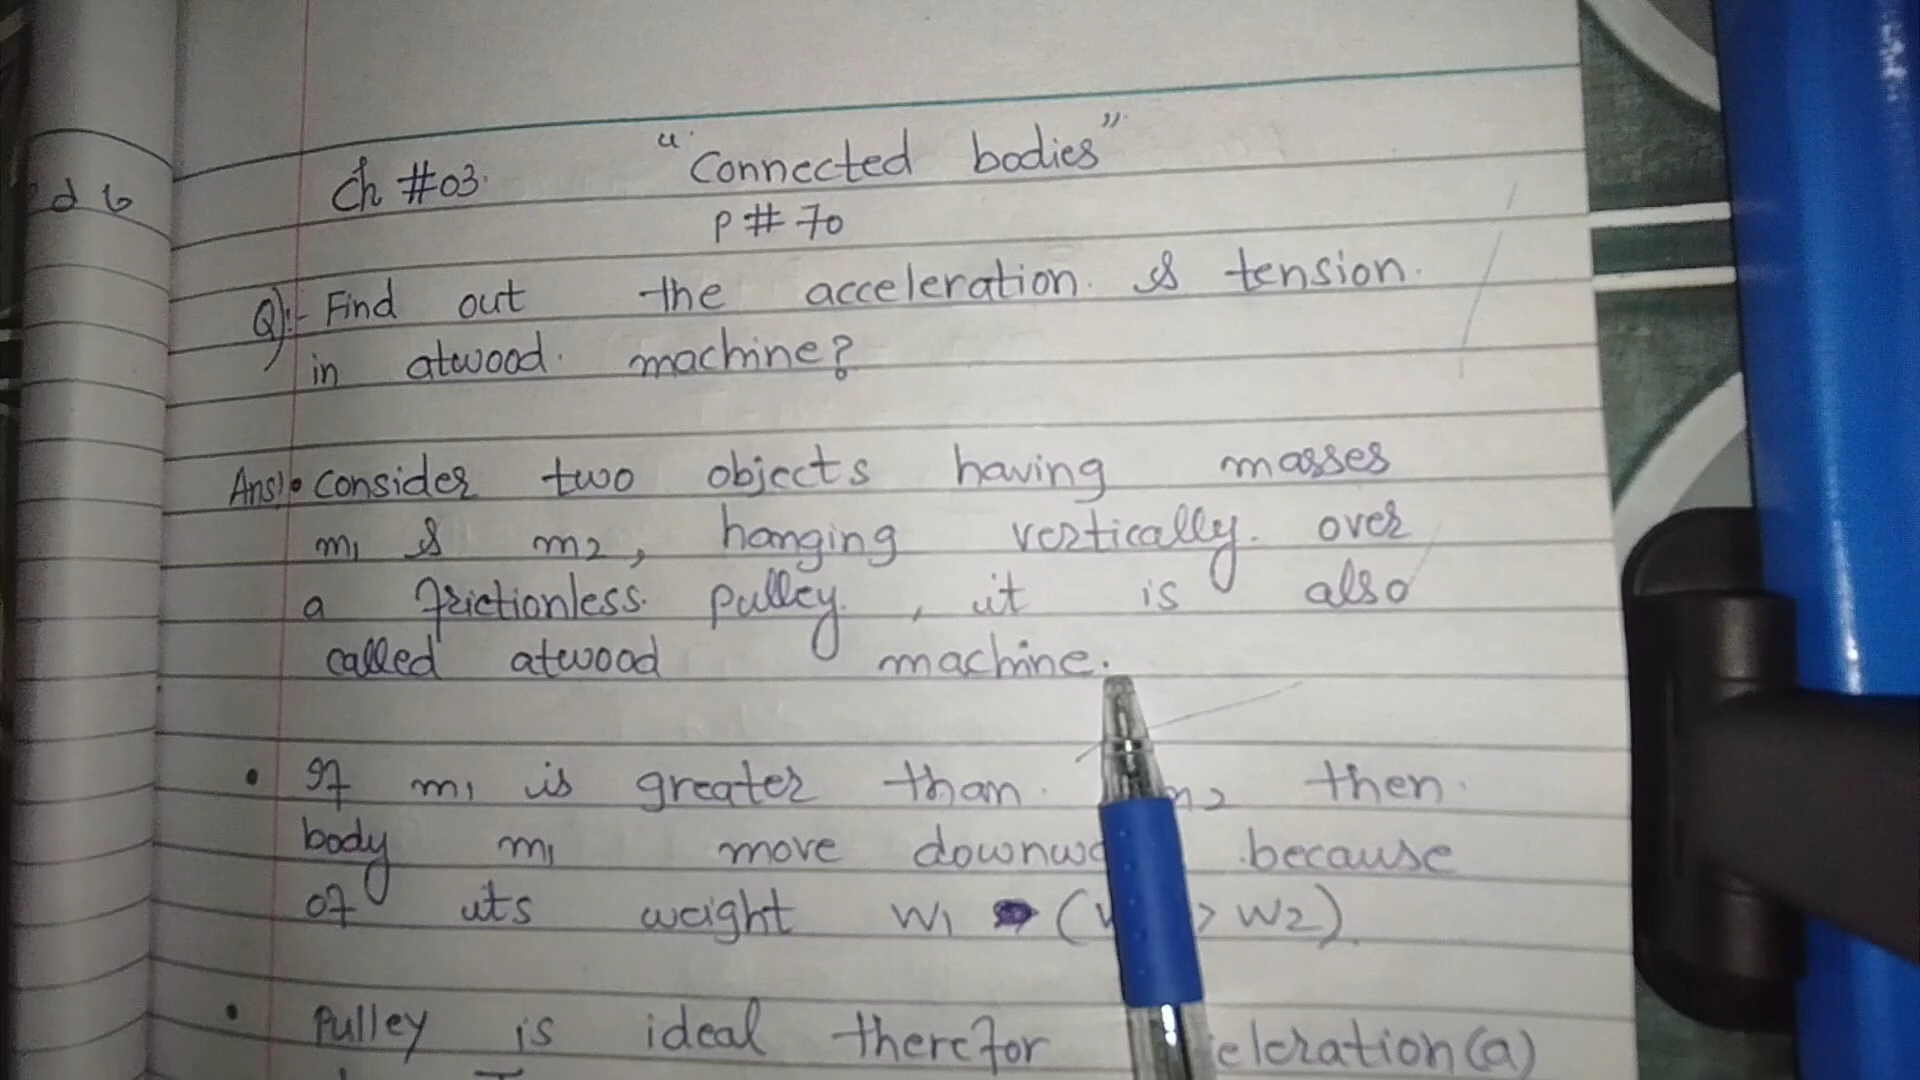 d 6
Ch #03. "Connected bodies"
P # 70
Q):- Find out the acceleration & tension
in atwood machine?
Ans):• Consider two objects having masses
m1 & m2, hanging vertically over
a frictionless pulley, it is also
called atwood machine.
• If m1 is greater than then
body m1 move because
of its weight W1 ( > W2).
• Pulley is ideal therefor eleration(a)